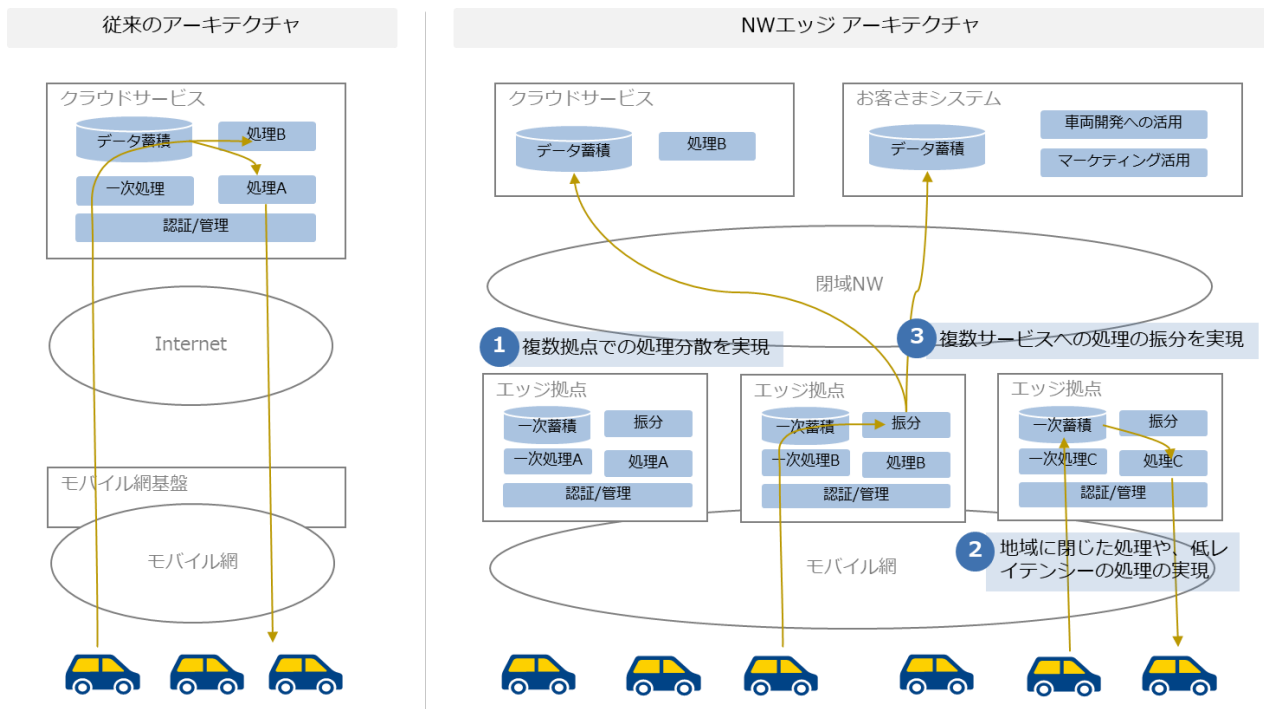 従来のアーキテクチャ
クラウドサービス
データ蓄積
処理B
一次処理
処理A
認証/管理
Internet
モバイル網基盤
モバイル網
NWエッジ アーキテクチャ
クラウドサービス
データ蓄積
処理B
お客さまシステム
データ蓄積
車両開発への活用
マーケティング活用
閉域NW
1 複数拠点での処理分散を実現
3 複数サービスへの処理の振分を実現
エッジ拠点
一次蓄積
振分
一次処理A
処理A
認証/管理
エッジ拠点
一次蓄積
振分
一次処理B
処理B
認証/管理
エッジ拠点
一次蓄積
振分
一次処理C
処理C
認証/管理
2 地域に閉じた処理や、低レ
イテンシーの処理の実現
モバイル網